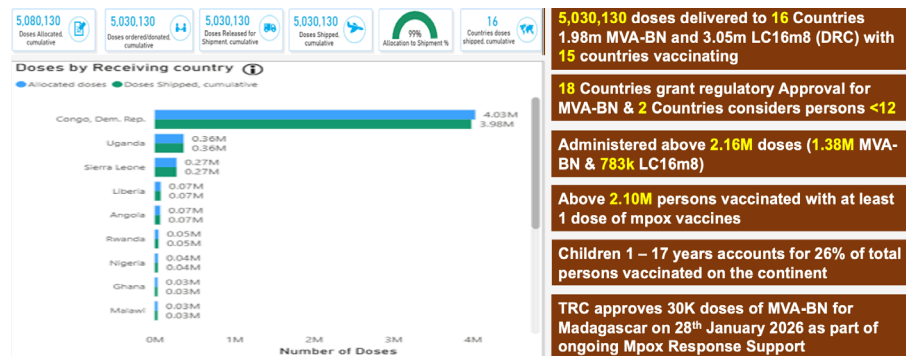 5,080,130
Doses Allocated,
cumulative
5,030,130
Doses ordered/donated,
cumulative
5,030,130
Doses Released for
Shipment, cumulative
5,030,130
Doses Shipped,
cumulative
99%
Allocation to Shipment %
16
Countries doses
shipped, cumulative
Doses by Receiving country
Allocated doses Doses Shipped, cumulative
Congo, Dem. Rep.
4.03M
3.98M
Uganda
0.36M
0.36M
Sierra Leone
0.27M
0.27M
Liberia
0.07M
0.07M
Angola
0.07M
0.07M
Rwanda
0.05M
0.05M
Nigeria
0.04M
0.04M
Ghana
0.03M
0.03M
Malawi
0.03M
0.03M
0M 1M 2M 3M 4M
Number of Doses
5,030,130 doses delivered to 16 Countries
1.98m MVA-BN and 3.05m LC16m8 (DRC) with
15 countries vaccinating
18 Countries grant regulatory Approval for
MVA-BN & 2 Countries considers persons <12
Administered above 2.16M doses (1.38M MVA-
BN & 783k LC16m8)
Above 2.10M persons vaccinated with at least
1 dose of mpox vaccines
Children 1 – 17 years accounts for 26% of total
persons vaccinated on the continent
TRC approves 30K doses of MVA-BN for
Madagascar on 28th January 2026 as part of
ongoing Mpox Response Support